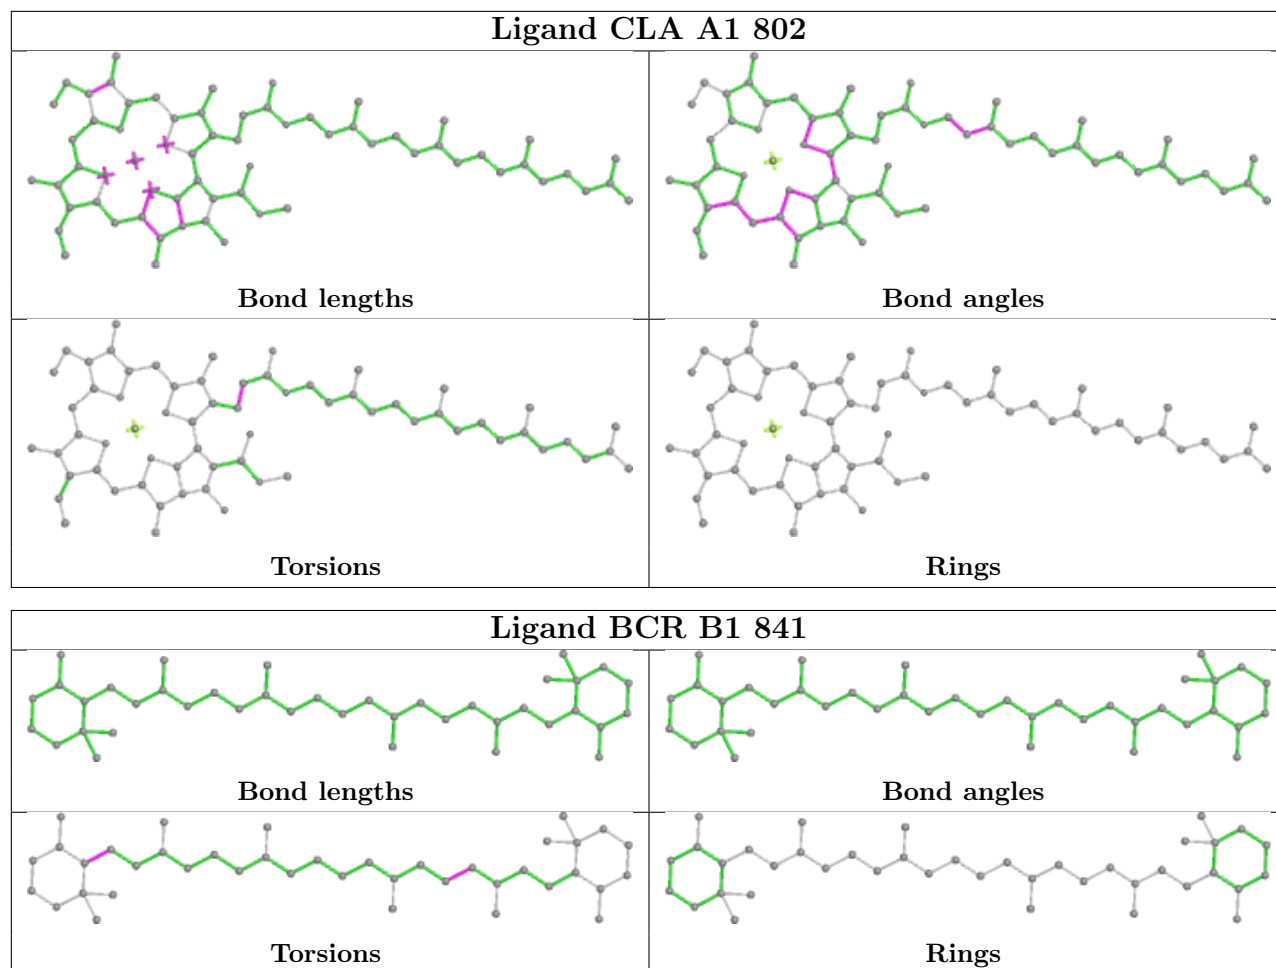 Ligand CLA A1 802
Bond lengths
Bond angles
Torsions
Rings
Ligand BCR B1 841
Bond lengths
Bond angles
Torsions
Rings